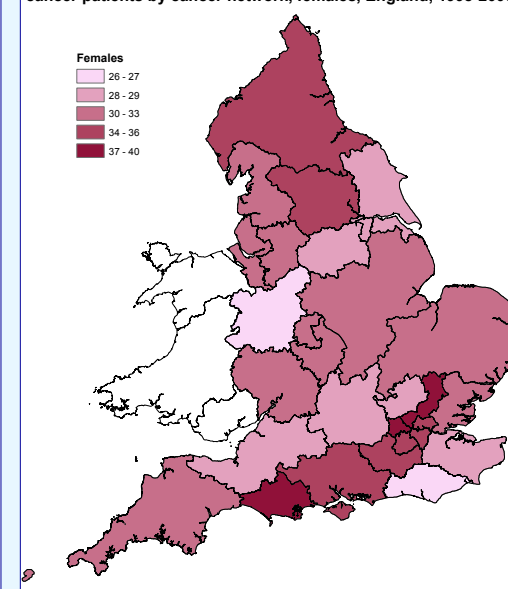 cancer patients by cancer network, females, England,
Females
26 - 27
28 - 29
30 - 33
34 - 36
37 - 40